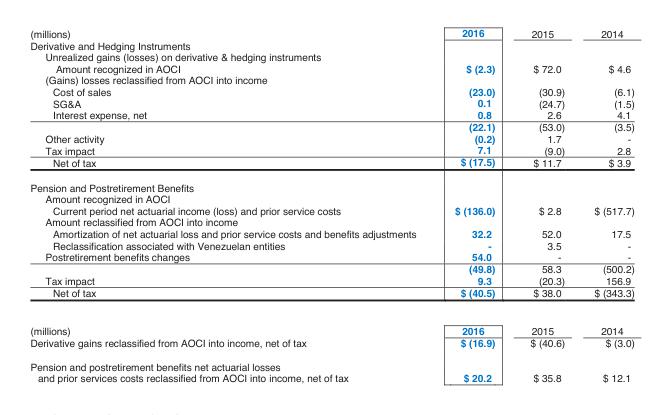 (millions) 2016 2015 2014
Derivative and Hedging Instruments
Unrealized gains (losses) on derivative & hedging instruments
Amount recognized in AOCI $ (2.3) $ 72.0 $ 4.6
(Gains) losses reclassified from AOCI into income
Cost of sales (23.0) (30.9) (6.1)
SG&A 0.1 (24.7) (1.5)
Interest expense, net 0.8 2.6 4.1
(22.1) (53.0) (3.5)
Other activity (0.2) 1.7 -
Tax impact 7.1 (9.0) 2.8
Net of tax $ (17.5) $ 11.7 $ 3.9
Pension and Postretirement Benefits
Amount recognized in AOCI
Current period net actuarial income (loss) and prior service costs $ (136.0) $ 2.8 $ (517.7)
Amount reclassified from AOCI into income
Amortization of net actuarial loss and prior service costs and benefits adjustments 32.2 52.0 17.5
Reclassification associated with Venezuelan entities - 3.5 -
Postretirement benefits changes 54.0 - -
(49.8) 58.3 (500.2)
Tax impact 9.3 (20.3) 156.9
Net of tax $ (40.5) $ 38.0 $ (343.3)
(millions) 2016 2015 2014
Derivative gains reclassified from AOCI into income, net of tax $ (16.9) $ (40.6) $ (3.0)
Pension and postretirement benefits net actuarial losses
and prior services costs reclassified from AOCI into income, net of tax $ 20.2 $ 35.8 $ 12.1